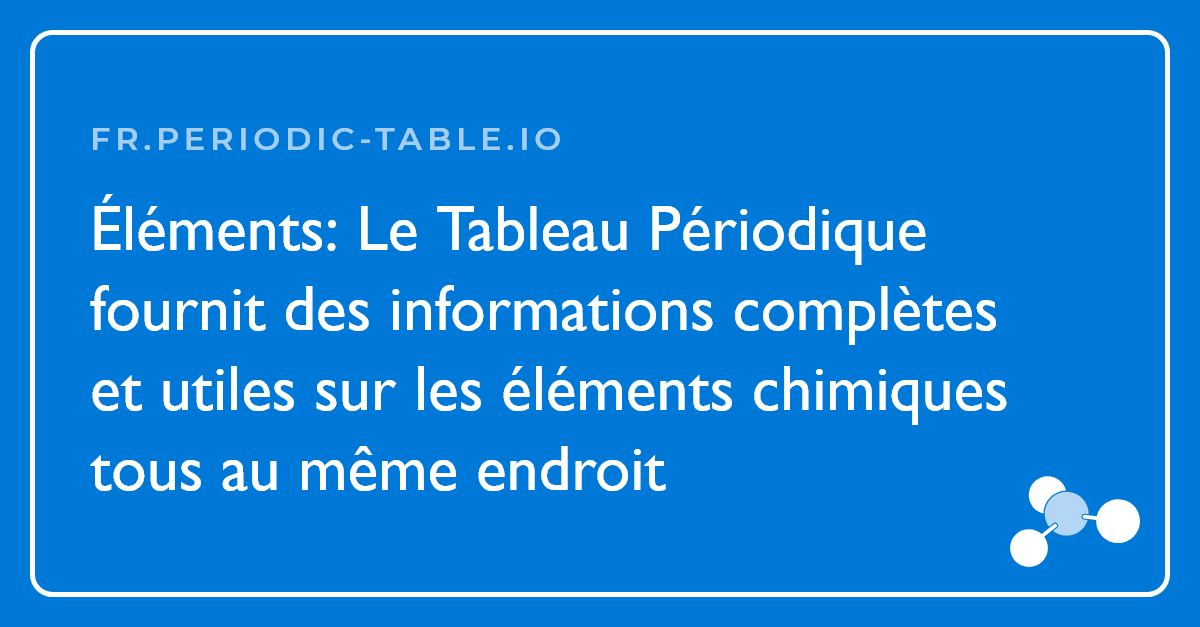 FR.PERIODIC-TABLE.IO
Éléments: Le Tableau Périodique
fournit des informations complètes
et utiles sur les éléments chimiques
tous au même endroit